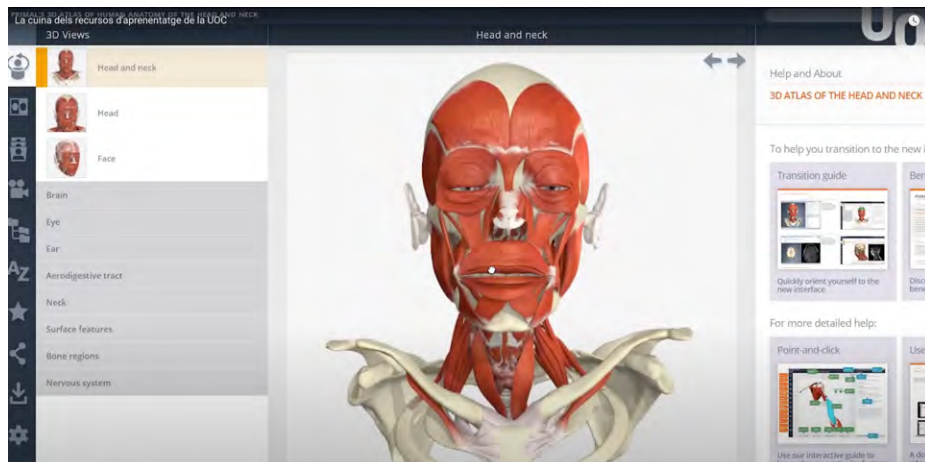 PRIMAL'S 3D ATLAS OF HUMAN ANATOMY OF THE HEAD AND NECK
La cuina dels recursos d'aprenentatge de la UOC
3D Views
Head and neck
Head and neck
Head
Face
Brain
Eye
Ear
Aerodigestive tract
Neck
Surface features
Bone regions
Nervous system
AZ
UO
Help and About
3D ATLAS OF THE HEAD AND NECK
To help you transition to the new
Transition guide
Quickly orient yourself to the
new interface
For more detailed help:
Point-and-click
Use our interactive guide to